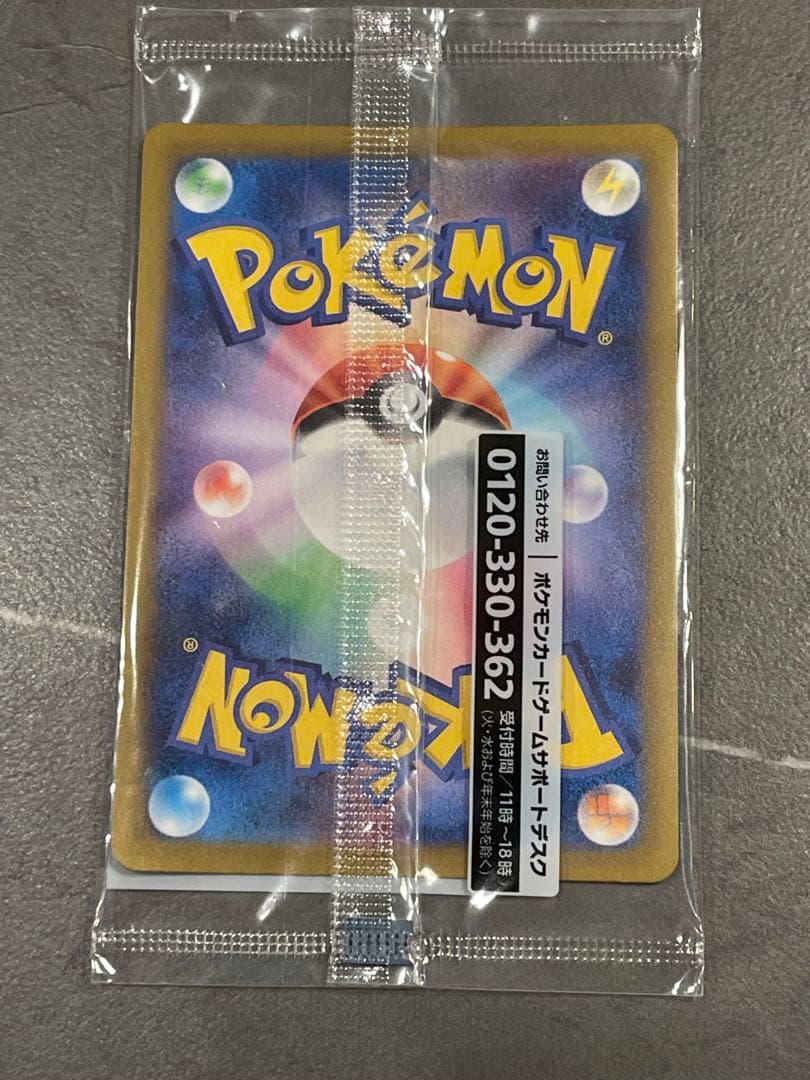 POKéMON
®
お問い合わせ先 | ポケモンカードゲームサポートデスク
0120-330-362 受付時間/11時~18時
(火・水および年末年始を除く)
®
POKéMON